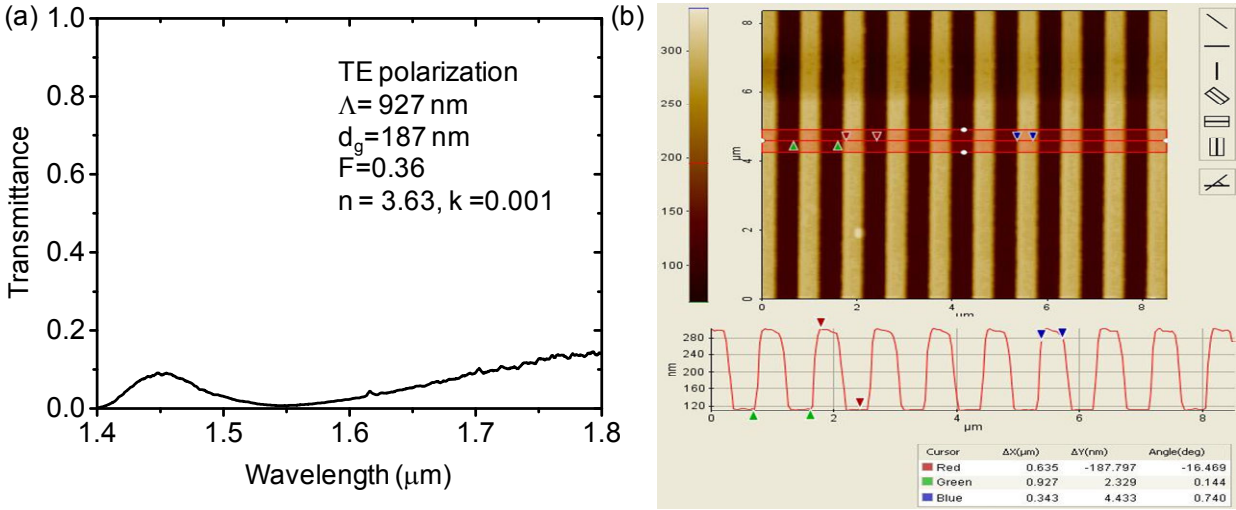 (a)
1.0
0.8
0.6
0.4
0.2
0.0
Transmittance
TE polarization
Λ= 927 nm
dg=187 nm
F=0.36
n = 3.63, k =0.001
1.4 1.5 1.6 1.7 1.8
Wavelength (μm)
(b)
300
250
200
150
100
8
6
μm
4
2
0
0 2 4 6 8
μm
280
240
nm
200
160
120
0 2 4 6 8
μm
Cursor ΔX(μm) ΔY(nm) Angle(deg)
Red 0.635 -187.797 -16.469
Green 0.927 2.329 0.144
Blue 0.343 4.433 0.740